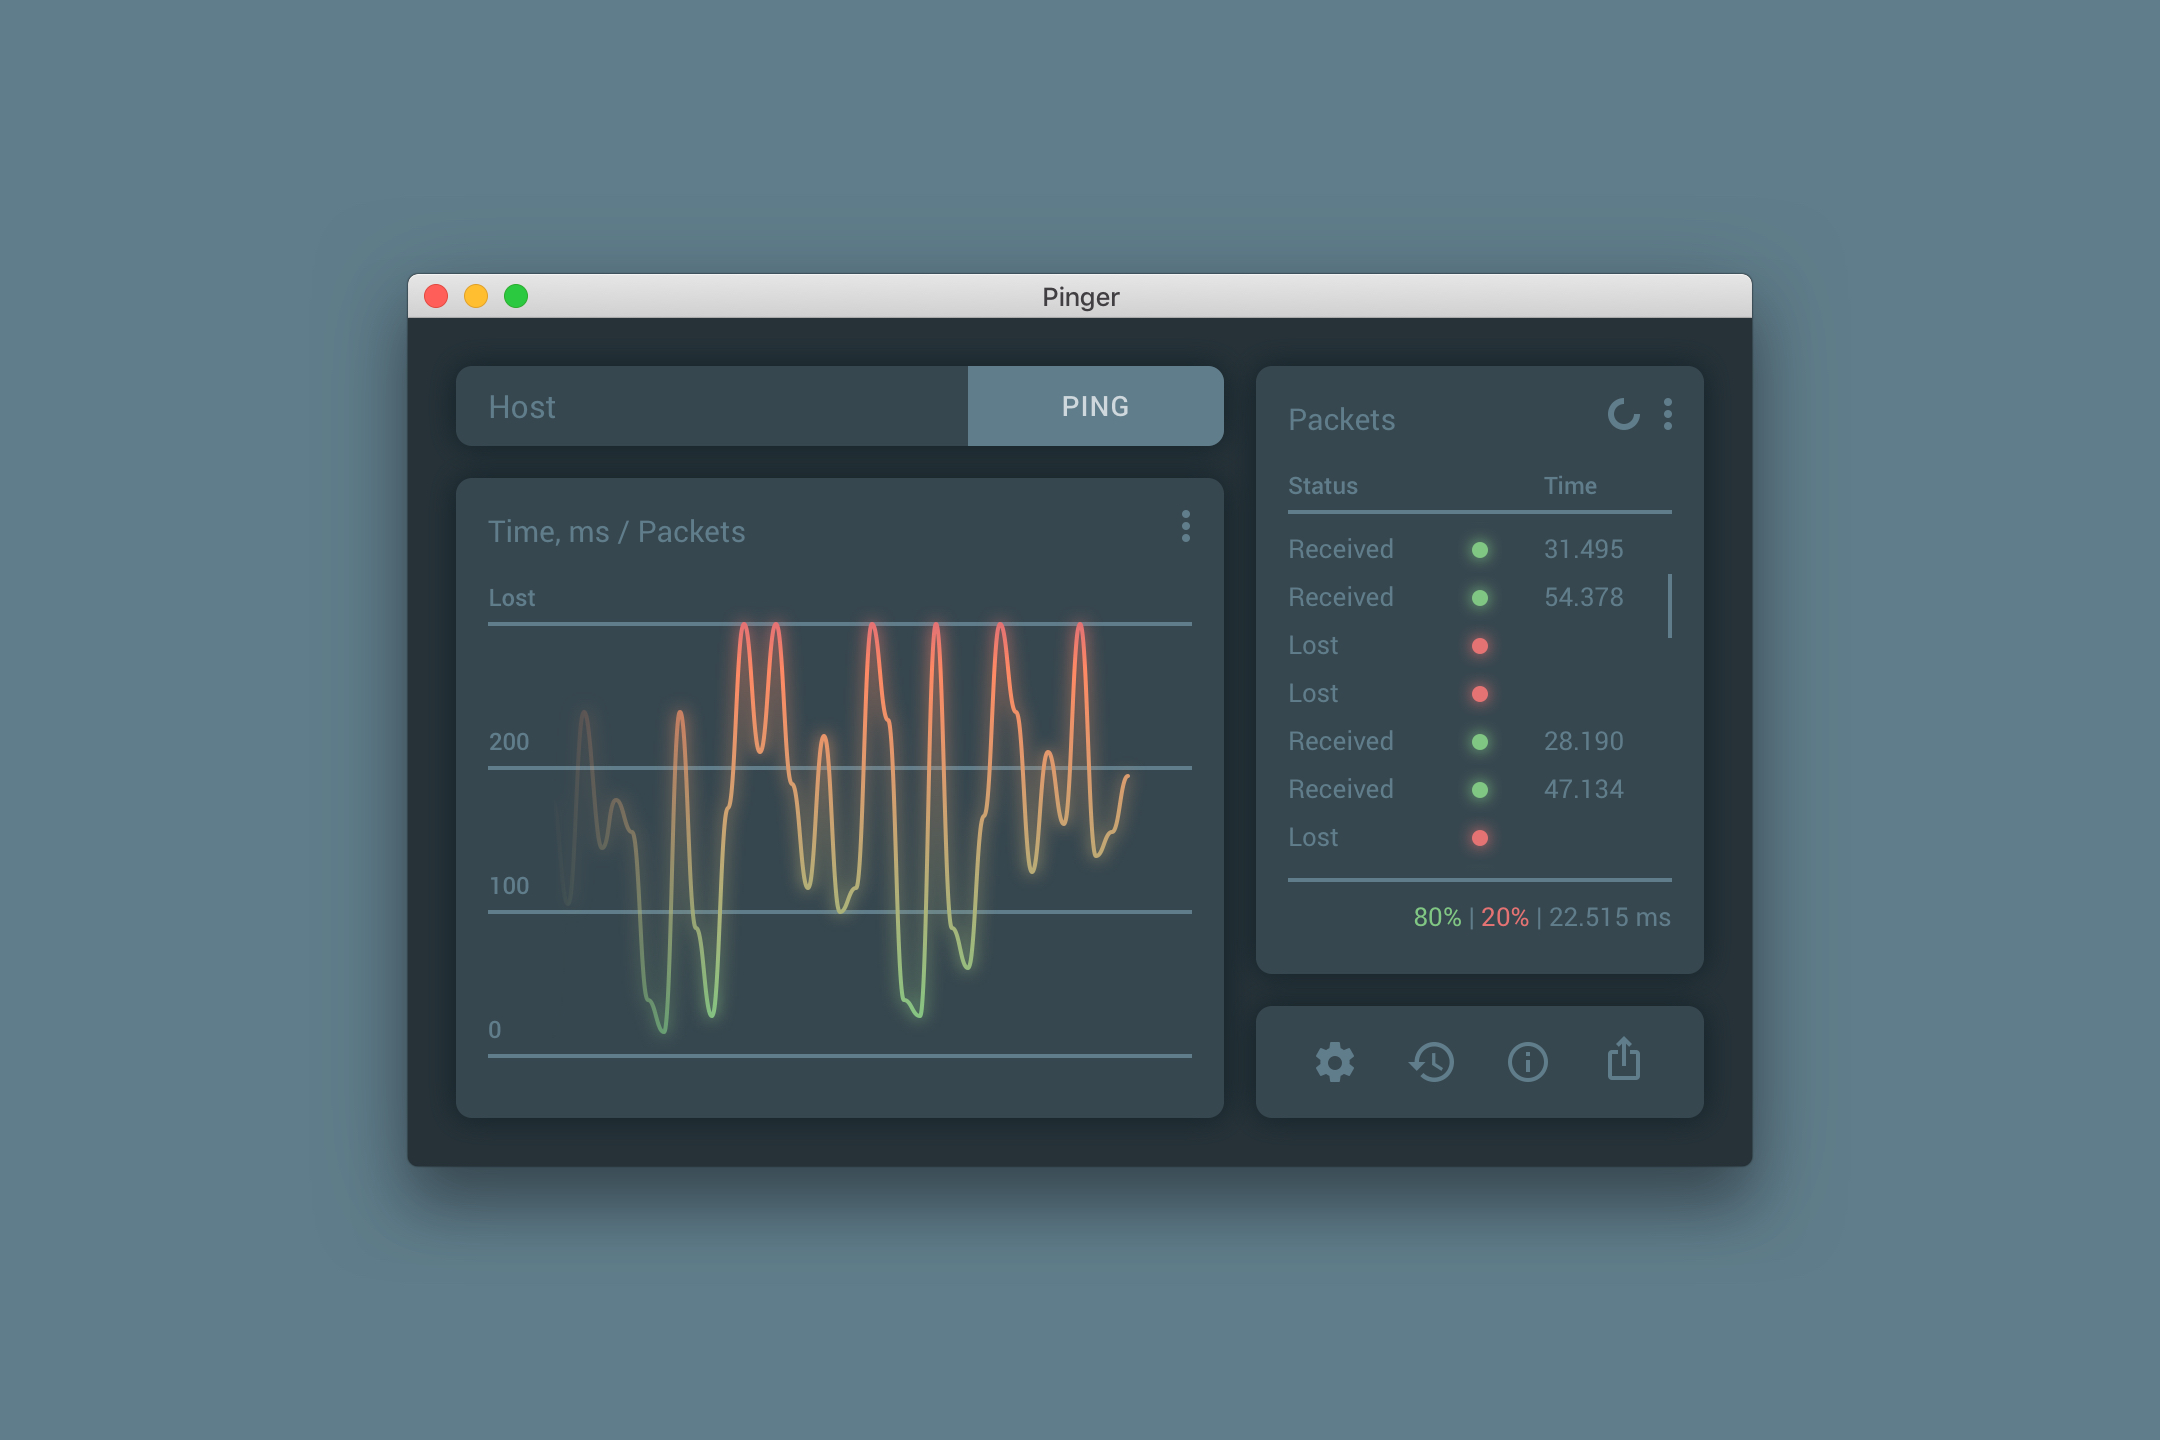 Pinger
Host
PING
Time, ms / Packets
Lost
200
100
0
Packets
Status Time
Received 31.495
Received 54.378
Lost
Lost
Received 28.190
Received 47.134
Lost
80% | 20% | 22.515 ms